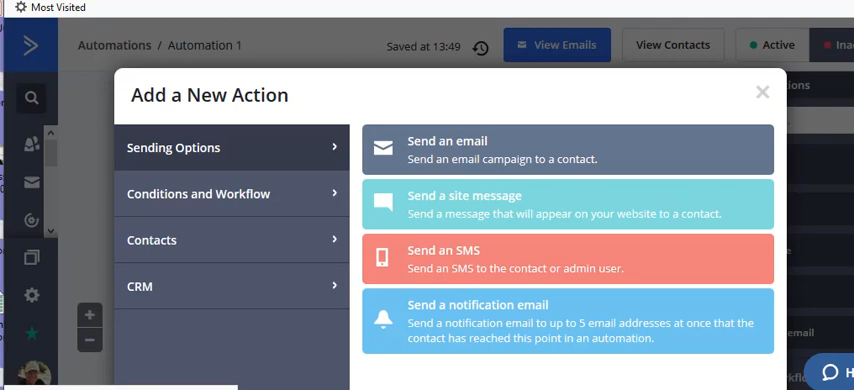 Most Visited
Automations / Automation 1
Saved at 13:49
View Emails
View Contacts
Active
Add a New Action
Sending Options
Conditions and Workflow
Contacts
CRM
Send an email
Send an email campaign to a contact.
Send a site message
Send a message that will appear on your website to a contact.
Send an SMS
Send an SMS to the contact or admin user.
Send a notification email
Send a notification email to up to 5 email addresses at once that the
contact has reached this point in an automation.
email